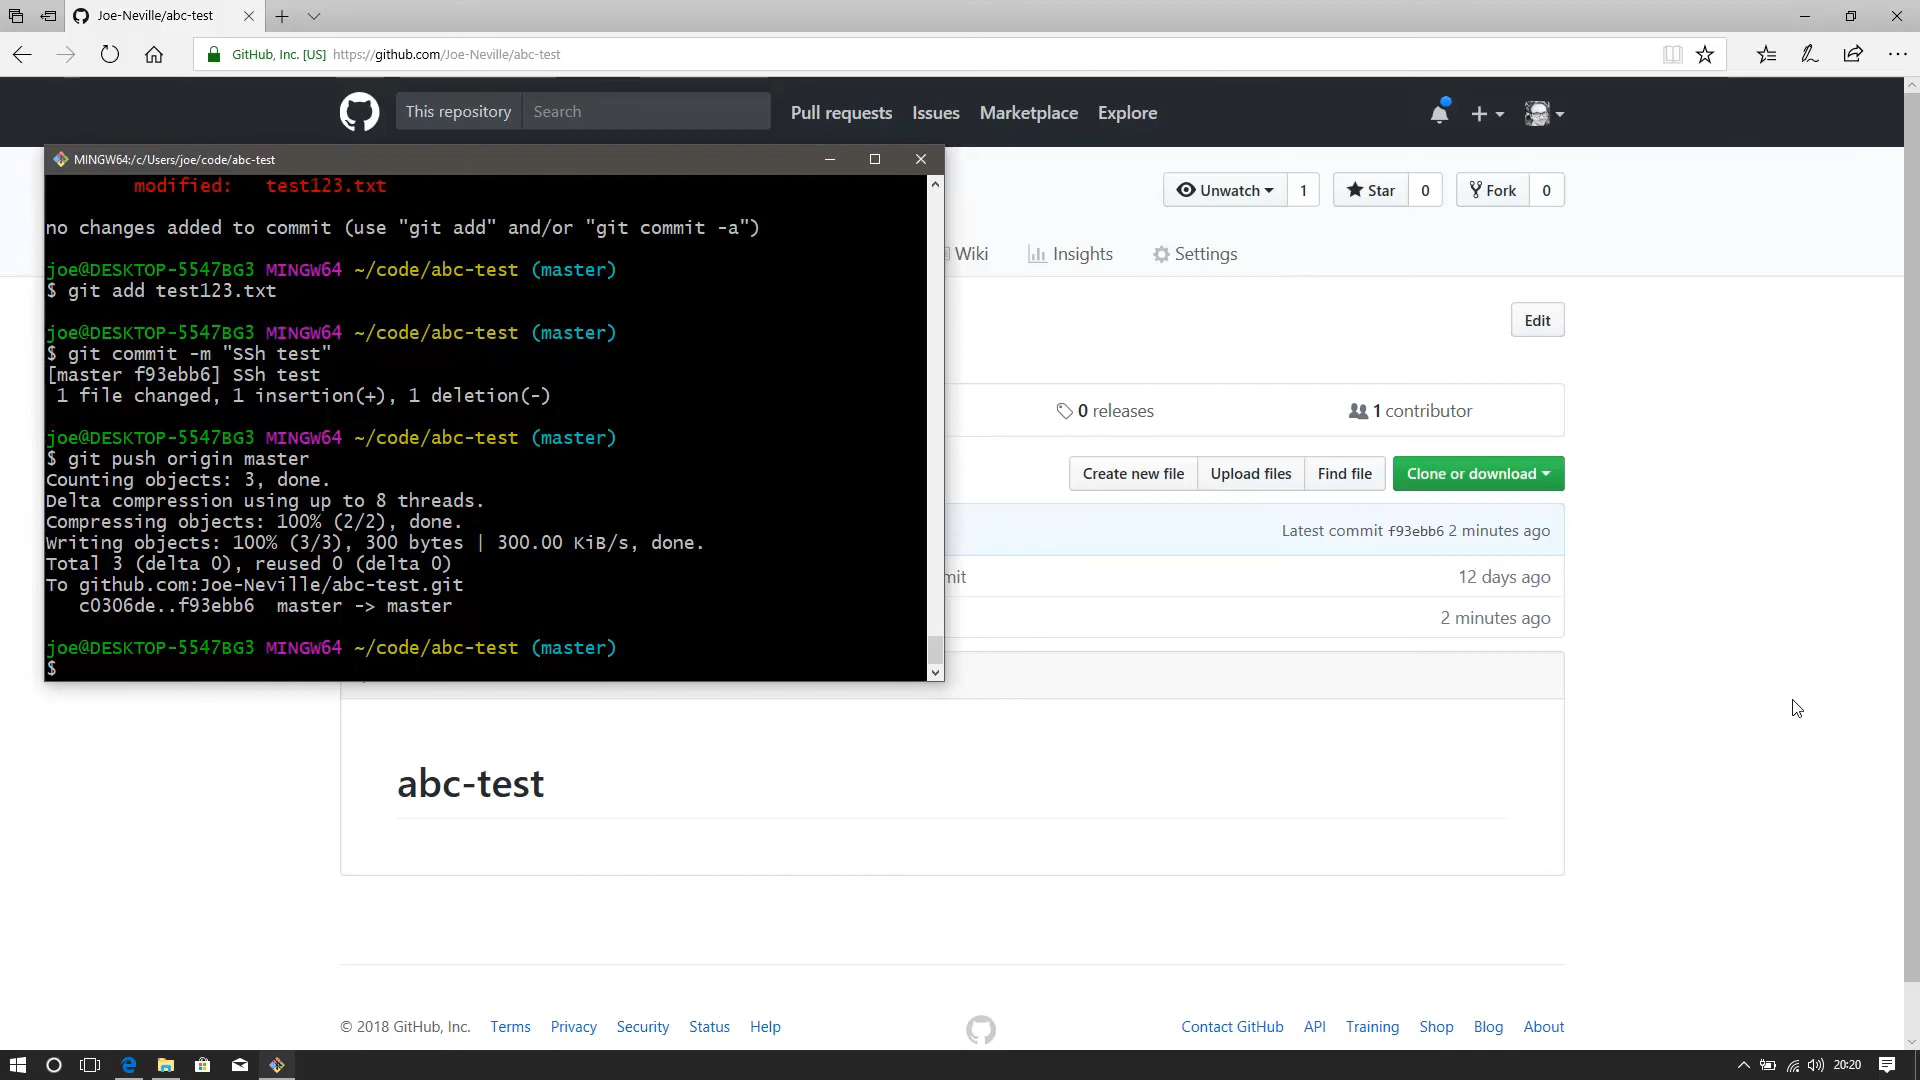 Joe-Neville/abc-test
GitHub, Inc. [US] https://github.com/Joe-Neville/abc-test
This repository Search Pull requests Issues Marketplace Explore
MINGW64:/c/Users/joe/code/abc-test
modified: test123.txt
no changes added to commit (use "git add" and/or "git commit -a")
joe@DESKTOP-5547BG3 MINGW64 ~/code/abc-test (master)
$ git add test123.txt
joe@DESKTOP-5547BG3 MINGW64 ~/code/abc-test (master)
$ git commit -m "SSh test"
[master f93ebb6] SSh test
1 file changed, 1 insertion(+), 1 deletion(-)
joe@DESKTOP-5547BG3 MINGW64 ~/code/abc-test (master)
$ git push origin master
Counting objects: 3, done.
Delta compression using up to 8 threads.
Compressing objects: 100% (2/2), done.
Writing objects: 100% (3/3), 300 bytes | 300.00 KiB/s, done.
Total 3 (delta 0), reused 0 (delta 0)
To github.com:Joe-Neville/abc-test.git
c0306de..f93ebb6 master -> master
joe@DESKTOP-5547BG3 MINGW64 ~/code/abc-test (master)
$
Unwatch 1 Star 0 Fork 0
Wiki Insights Settings
Edit
0 releases 1 contributor
Create new file Upload files Find file Clone or download
Latest commit f93ebb6 2 minutes ago
mit 12 days ago
2 minutes ago
abc-test
© 2018 GitHub, Inc. Terms Privacy Security Status Help Contact GitHub API Training Shop Blog About
20:20